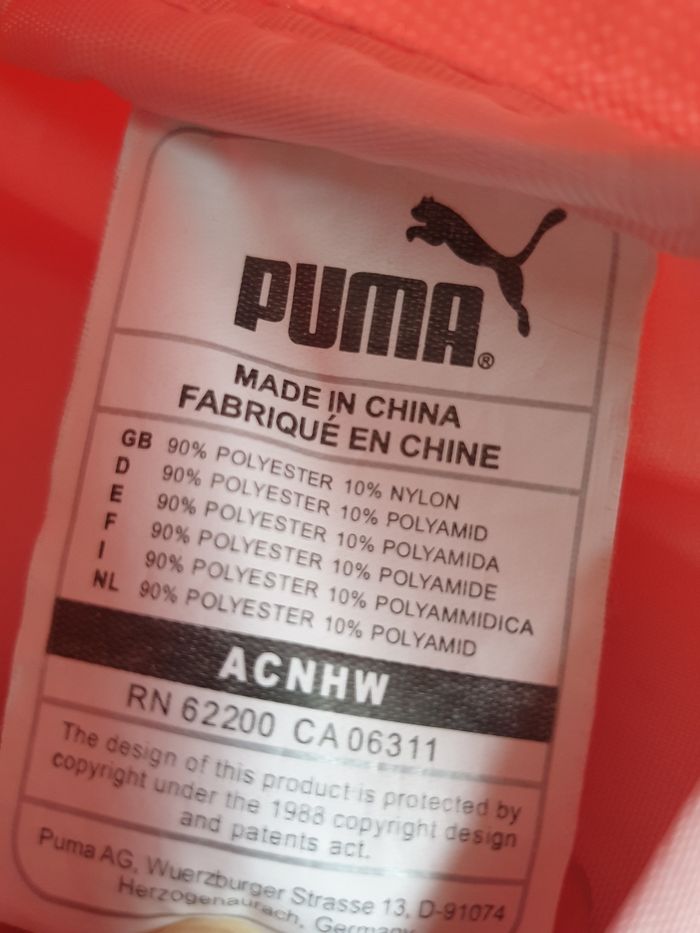 PUMA®
MADE IN CHINA
FABRIQUÉ EN CHINE
GB 90% POLYESTER 10% NYLON
D 90% POLYESTER 10% POLYAMID
E 90% POLYESTER 10% POLYAMIDA
F 90% POLYESTER 10% POLYAMIDE
I 90% POLYESTER 10% POLYAMMIDICA
NL 90% POLYESTER 10% POLYAMID
ACNHW
RN 62200 CA 06311
The design of this product is protected by
copyright under the 1988 copyright design
and patents act.
Puma AG, Wuerzburger Strasse 13, D-91074
Herzogenaurach, Germany